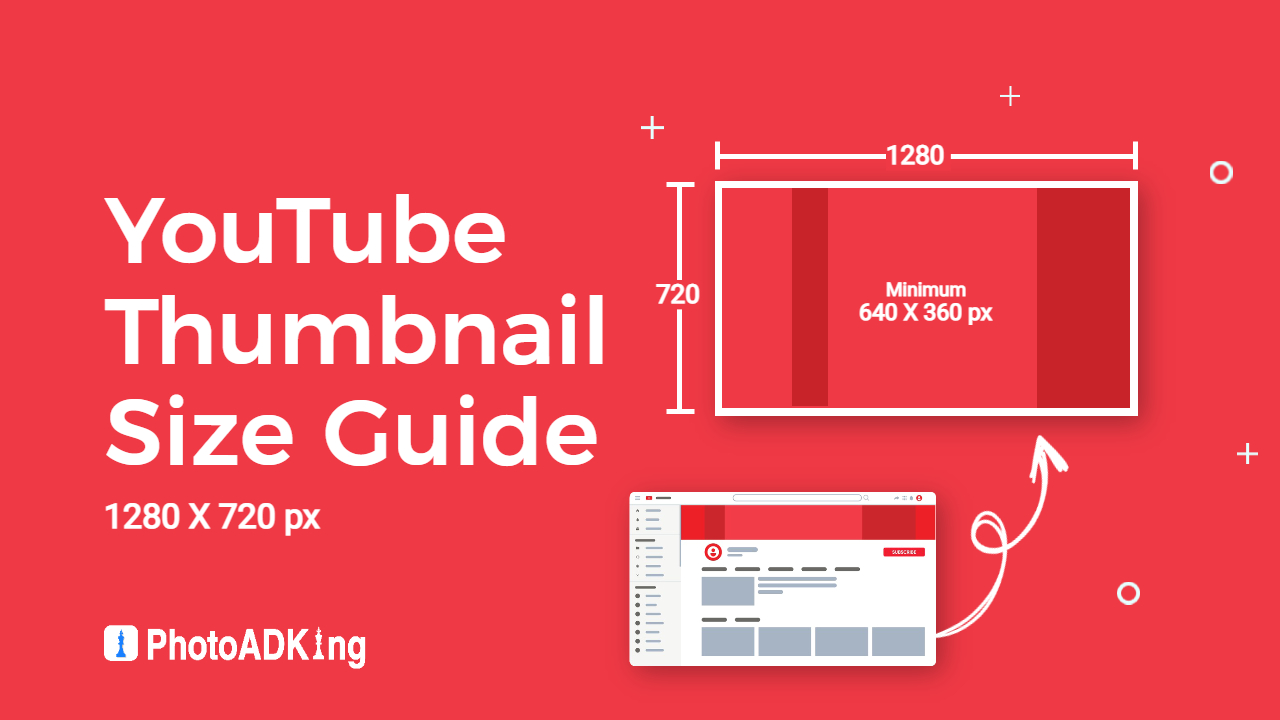 YouTube
Thumbnail
Size Guide
1280 X 720 px
PhotoADKing
1280
720
Minimum
640 X 360 px
SUBSCRIBE